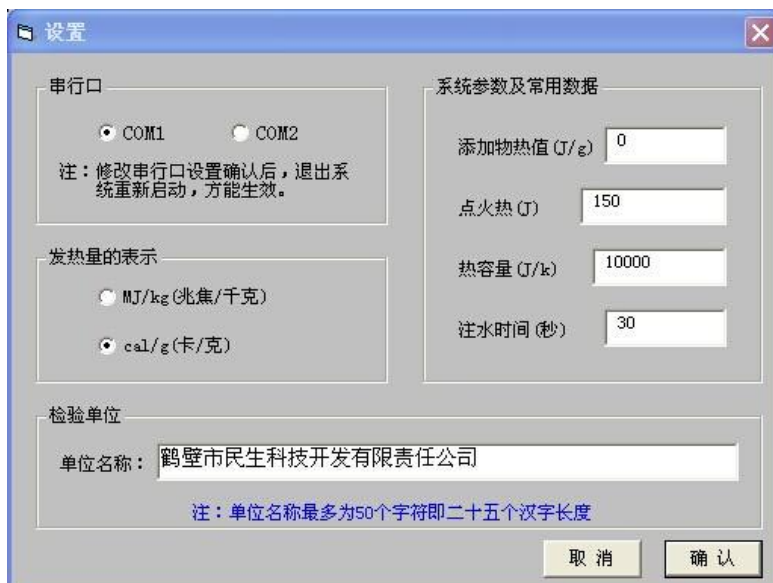 设置
串行口
COM1 COM2
注：修改串行口设置确认后，退出系
统重新启动，方能生效。
发热量的表示
MJ/kg(兆焦/千克)
cal/g(卡/克)
系统参数及常用数据
添加物热值(J/g) 0
点火热(J) 150
热容量(J/k) 10000
注水时间(秒) 30
检验单位
单位名称： 鹤壁市民生科技开发有限责任公司
注：单位名称最多为50个字符即二十五个汉字长度
取 消 确 认